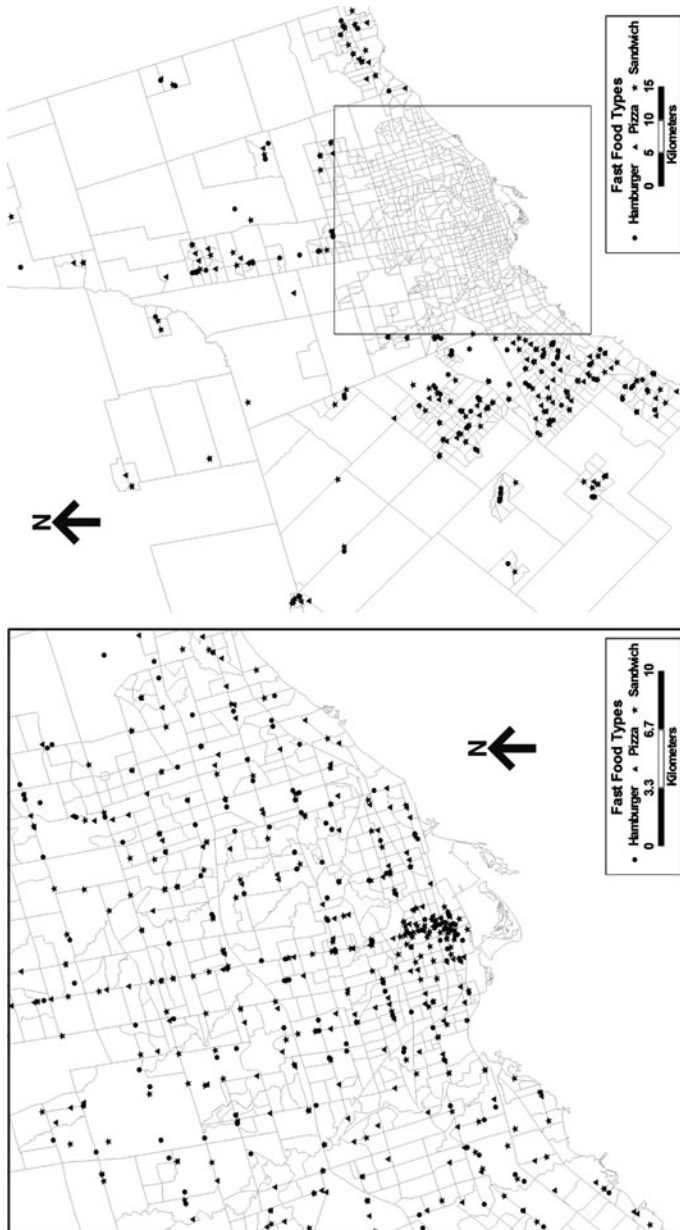 N
Fast Food Types
Hamburger Pizza Sandwich
0 3.3 6.7 10
Kilometers
N
Fast Food Types
Hamburger Pizza Sandwich
0 5 10 15
Kilometers